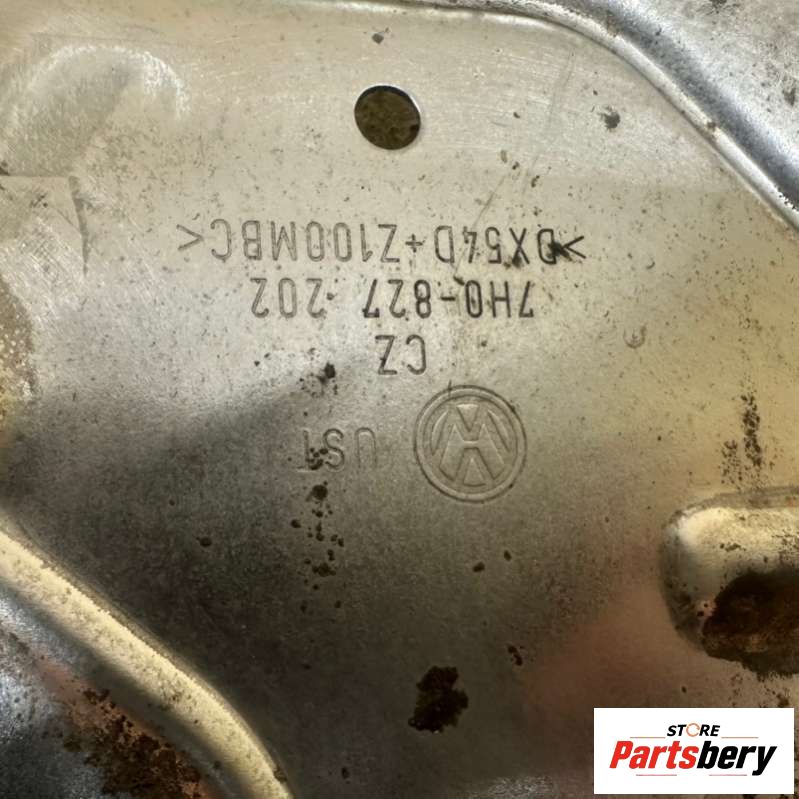 >DX54D+Z100MBC<
7H0-827 202
CZ
UST
STORE
Partsbery